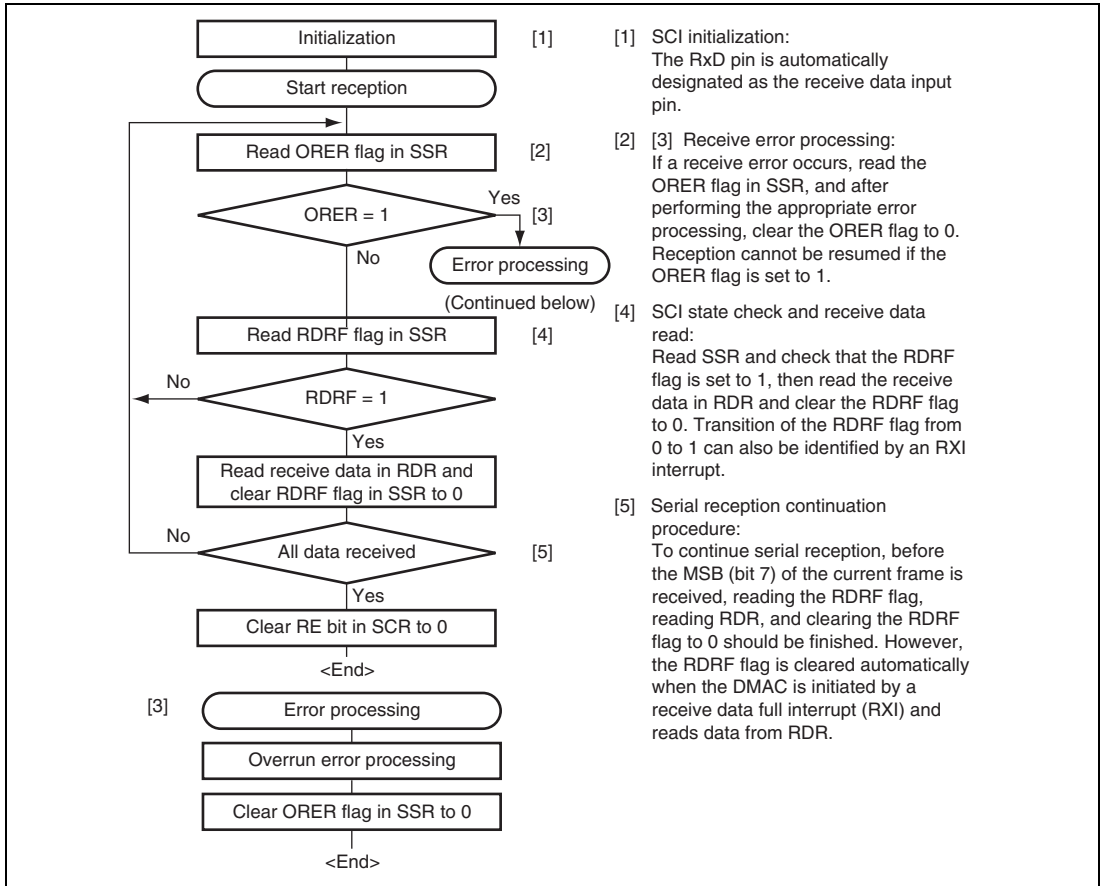 Initialization
[1]
Start reception
Read ORER flag in SSR
[2]
ORER = 1
Yes
[3]
No
Error processing
(Continued below)
Read RDRF flag in SSR
[4]
No
RDRF = 1
Yes
Read receive data in RDR and
clear RDRF flag in SSR to 0
No
All data received
[5]
Yes
Clear RE bit in SCR to 0
<End>
[3]
Error processing
Overrun error processing
Clear ORER flag in SSR to 0
<End>
[1] SCI initialization:
The RxD pin is automatically
designated as the receive data input
pin.
[2] [3] Receive error processing:
If a receive error occurs, read the
ORER flag in SSR, and after
performing the appropriate error
processing, clear the ORER flag to 0.
Reception cannot be resumed if the
ORER flag is set to 1.
[4] SCI state check and receive data
read:
Read SSR and check that the RDRF
flag is set to 1, then read the receive
data in RDR and clear the RDRF flag
to 0. Transition of the RDRF flag from
0 to 1 can also be identified by an RXI
interrupt.
[5] Serial reception continuation
procedure:
To continue serial reception, before
the MSB (bit 7) of the current frame is
received, reading the RDRF flag,
reading RDR, and clearing the RDRF
flag to 0 should be finished. However,
the RDRF flag is cleared automatically
when the DMAC is initiated by a
receive data full interrupt (RXI) and
reads data from RDR.